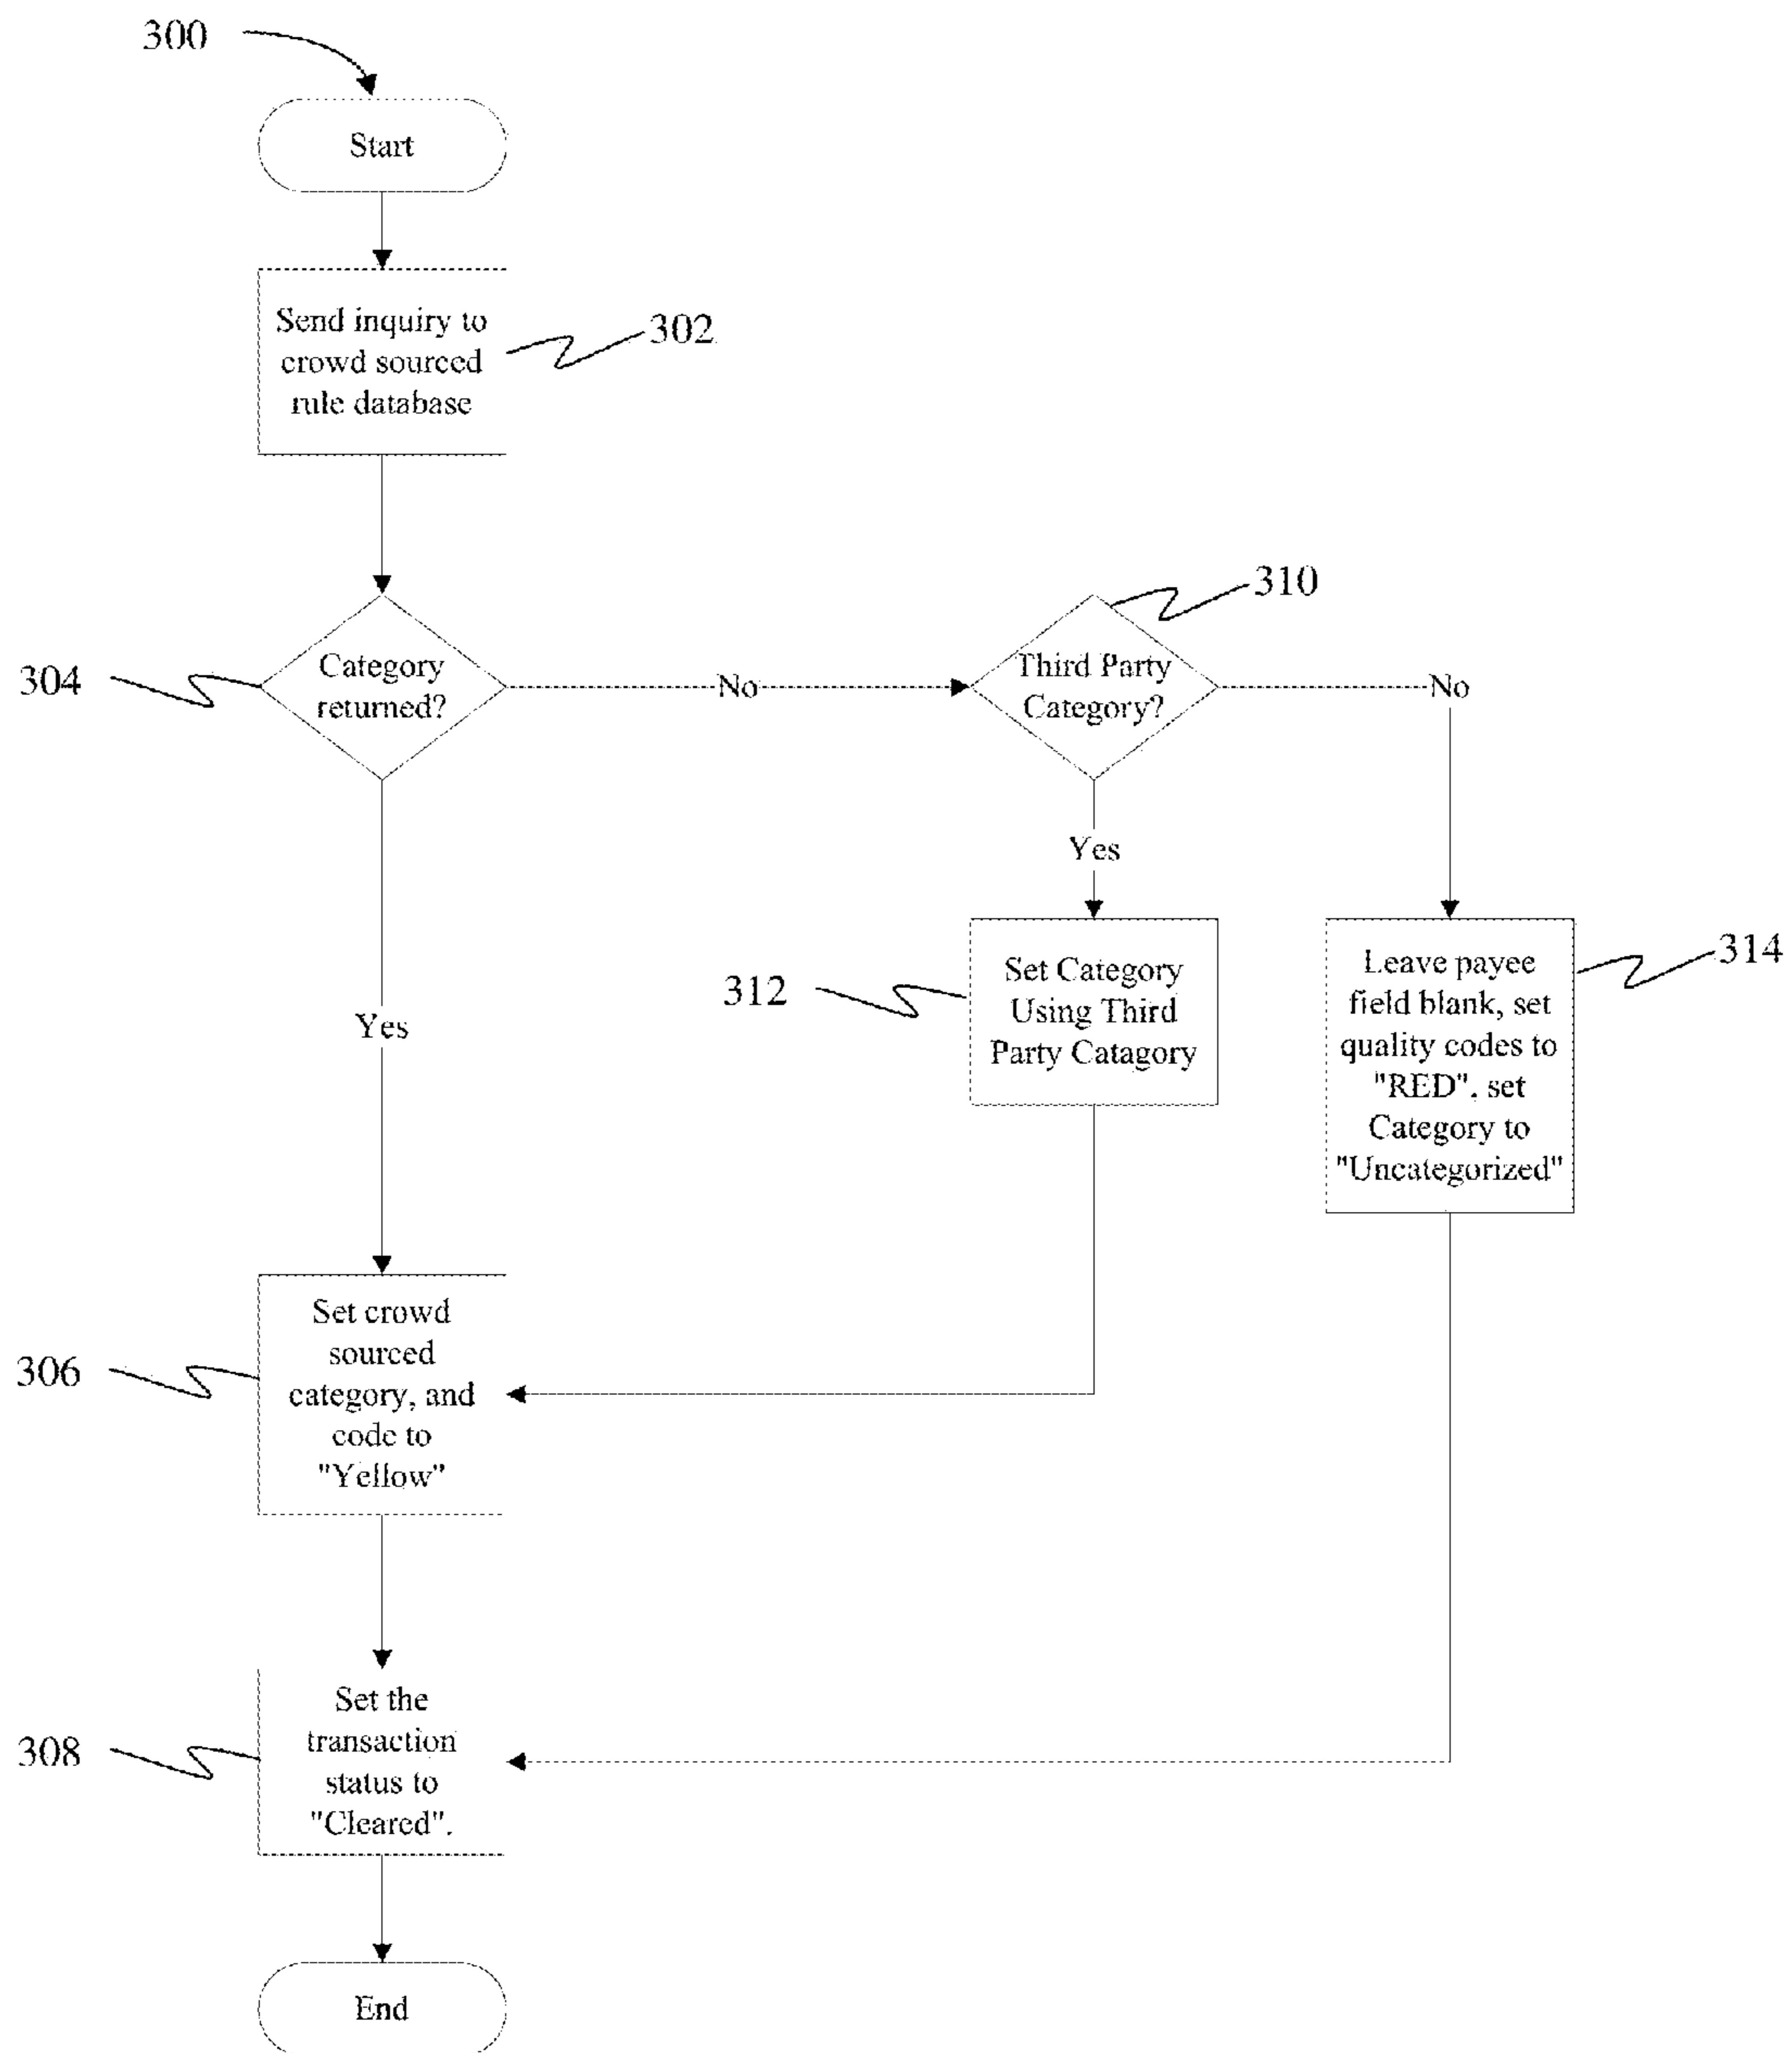 300
Start
Send inquiry to
crowd sourced
rule database
302
304
Category
returned?
No
310
Third Party
Category?
No
Yes
Yes
312
Set Category
Using Third
Party Catagory
314
Leave payee
field blank, set
quality codes to
"RED". set
Category to
"Uncategorized"
306
Set crowd
sourced
category, and
code to
"Yellow"
308
Set the
transaction
status to
"Cleared".
End